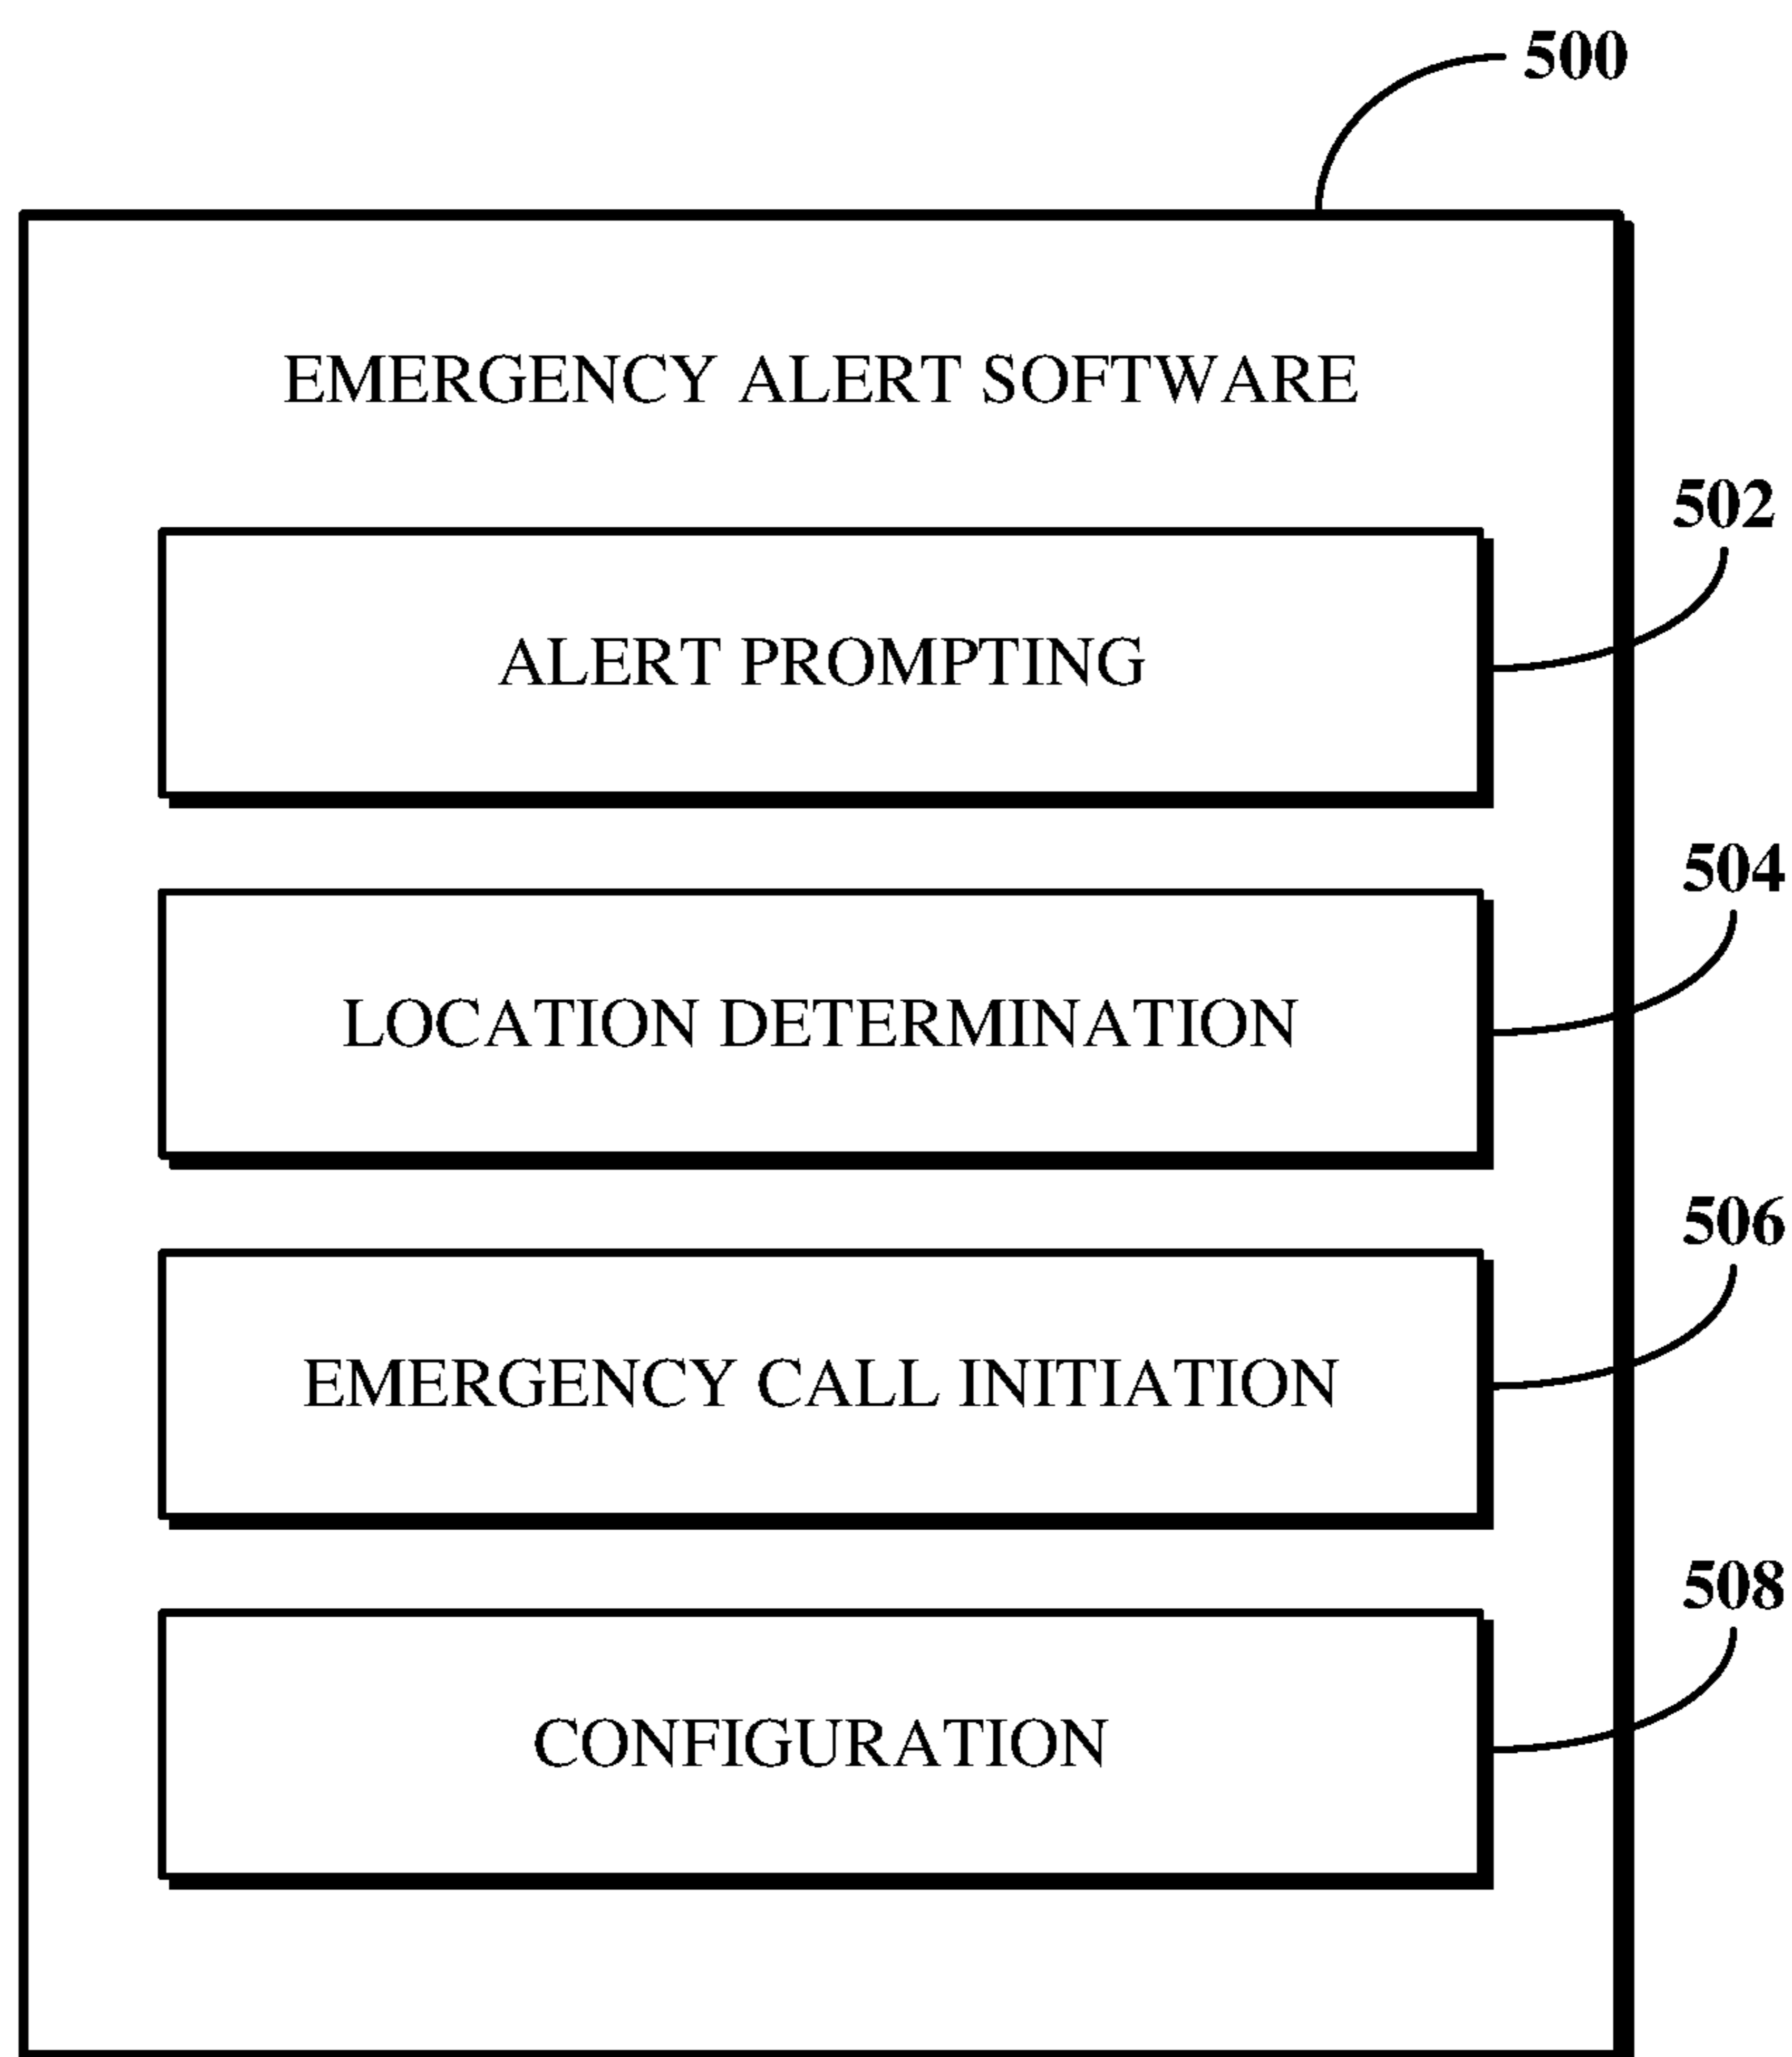 500
EMERGENCY ALERT SOFTWARE
502
ALERT PROMPTING
504
LOCATION DETERMINATION
506
EMERGENCY CALL INITIATION
508
CONFIGURATION